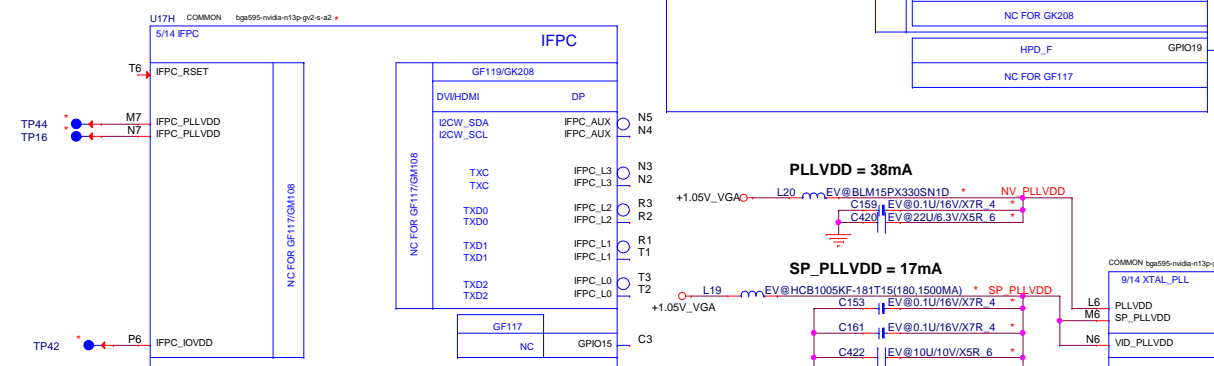 U17H COMMON bga595-nvidia-n13p-gv2-s-a2 *
5/14 IFPC
IFPC
T6 IFPC_RSET
TP44 * M7 IFPC_PLLVDD
TP16 * N7 IFPC_PLLVDD
TP42 * P6 IFPC_IOVDD
NC FOR GF117/GM108
NC FOR GF117/GM108
GF119/GK208
DVI/HDMI DP
I2CW_SDA IFPC_AUX N5
I2CW_SCL IFPC_AUX N4
TXC IFPC_L3 N3
TXC IFPC_L3 N2
TXD0 IFPC_L2 R3
TXD0 IFPC_L2 R2
TXD1 IFPC_L1 R1
TXD1 IFPC_L1 T1
TXD2 IFPC_L0 T3
TXD2 IFPC_L0 T2
GF117
NC GPIO15 C3
NC FOR GK208
HPD_F GPIO19
NC FOR GF117
PLLVDD = 38mA
+1.05V_VGA L20 EV@BLM15PX330SN1D * NV_PLLVDD
C159 EV@0.1U/16V/X7R_4 *
C420 EV@22U/6.3V/X5R_6 *
SP_PLLVDD = 17mA
L19 EV@HCB1005KF-181T15(180,1500MA) * SP_PLLVDD
+1.05V_VGA
C153 EV@0.1U/16V/X7R_4 *
C161 EV@0.1U/16V/X7R_4 *
C422 EV@10U/10V/X5R_6 *
COMMON bga595-nvidia-n13p-g
9/14 XTAL_PLL
L6 PLLVDD
M6 SP_PLLVDD
N6 VID_PLLVDD